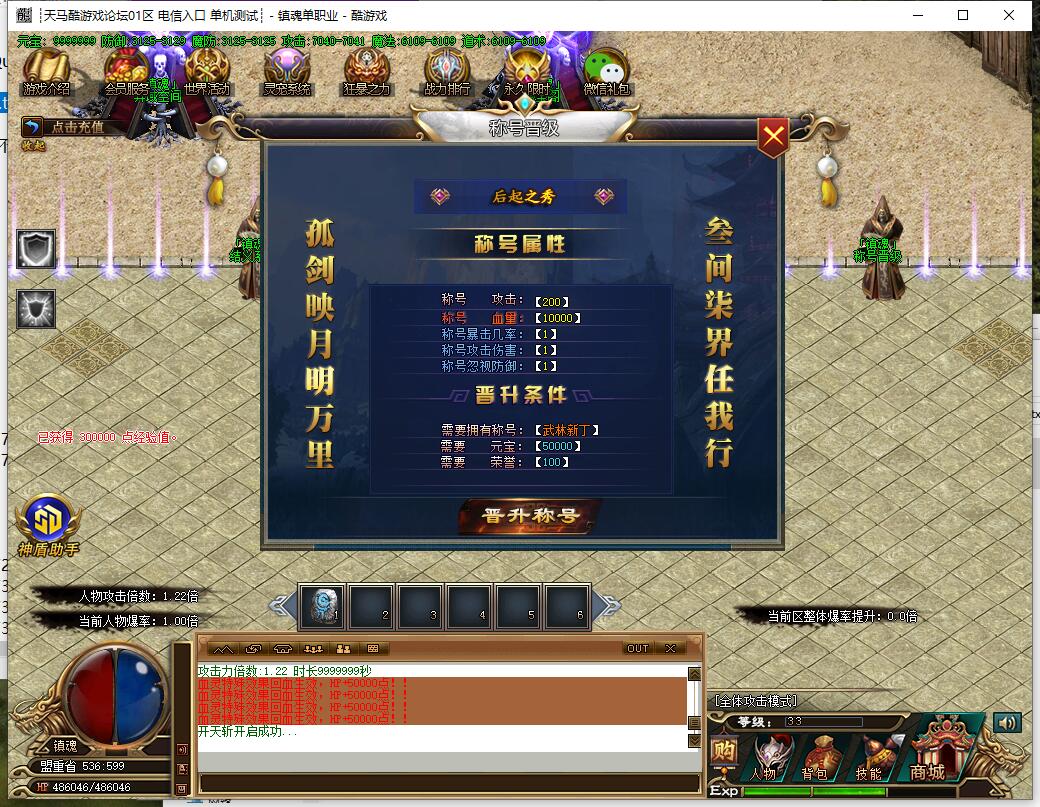 [天马酷游戏论坛01区 电信入口 单机测试] - 镇魂单职业 - 酷游戏
元宝: 9999999 防御:3125-3129 魔防:3125-3125 攻击:7040-7041 魔法:6109-6109 道术:6109-6109
游戏介绍 会员服务 世界活动 灵宠系统 狂暴之力 战力排行 永久限时 微信礼包
点击充值
收起
称号晋级
后起之秀
称号属性
孤剑映月明万里
叁间柒界任我行
称号 攻击:【200】
称号 血量:【10000】
称号暴击几率:【1】
称号攻击伤害:【1】
称号忽视防御:【1】
晋升条件
需要拥有称号:【武林新丁】
需要 元宝:【50000】
需要 荣誉:【100】
晋升称号
「镇魂」
称号晋级
已获得 300000 点经验值。
神盾助手
人物攻击倍数: 1.22倍
当前人物爆率: 1.00倍
1 2 3 4 5 6
当前区整体爆率提升: 0.0倍
OUT
攻击力倍数:1.22 时长9999999秒
血灵特殊效果回血生效，HP+50000点！！
血灵特殊效果回血生效，HP+50000点！！
血灵特殊效果回血生效，HP+50000点！！
血灵特殊效果回血生效，HP+50000点！！
开天斩开启成功...
[全体攻击模式]
等级: 33
购 人物 背包 技能 商城
Exp
镇魂
盟重省 536:599
HP 486046/486046